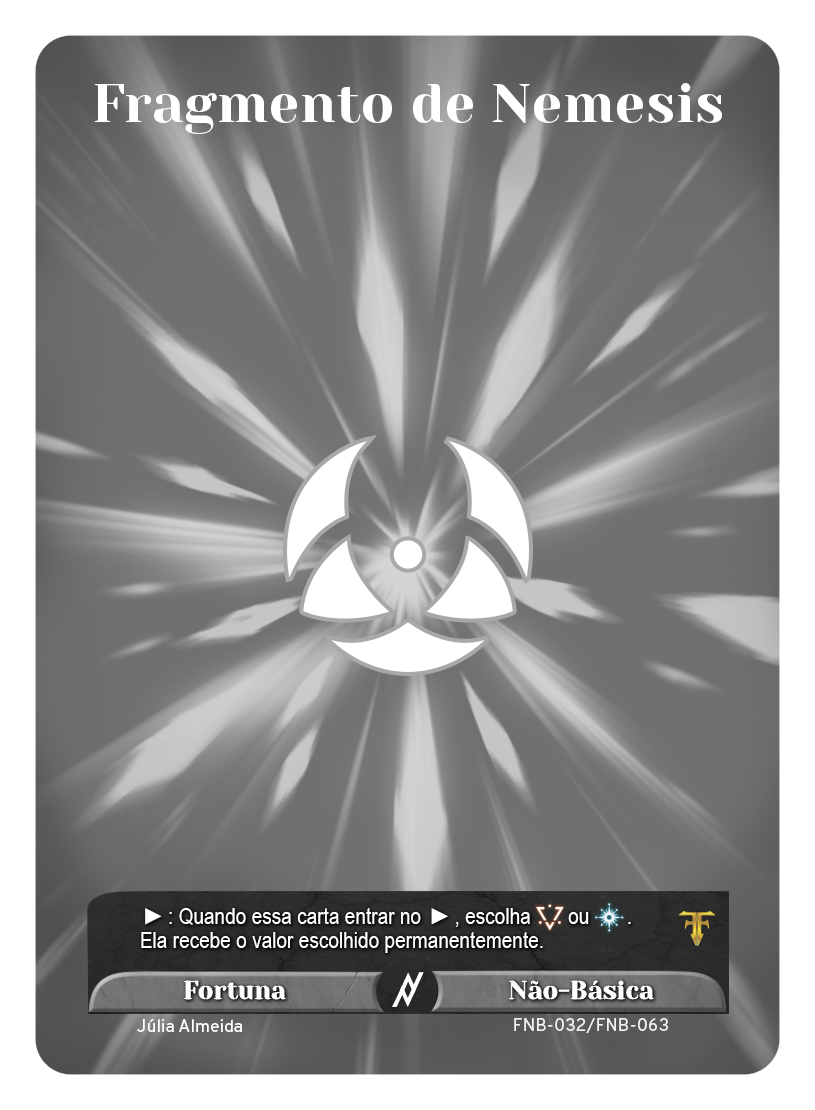 Fragmento de Nemesis
► : Quando essa carta entrar no ► , escolha ou .
Ela recebe o valor escolhido permanentemente.
Fortuna
Não-Básica
Júlia Almeida
FNB-032/FNB-063